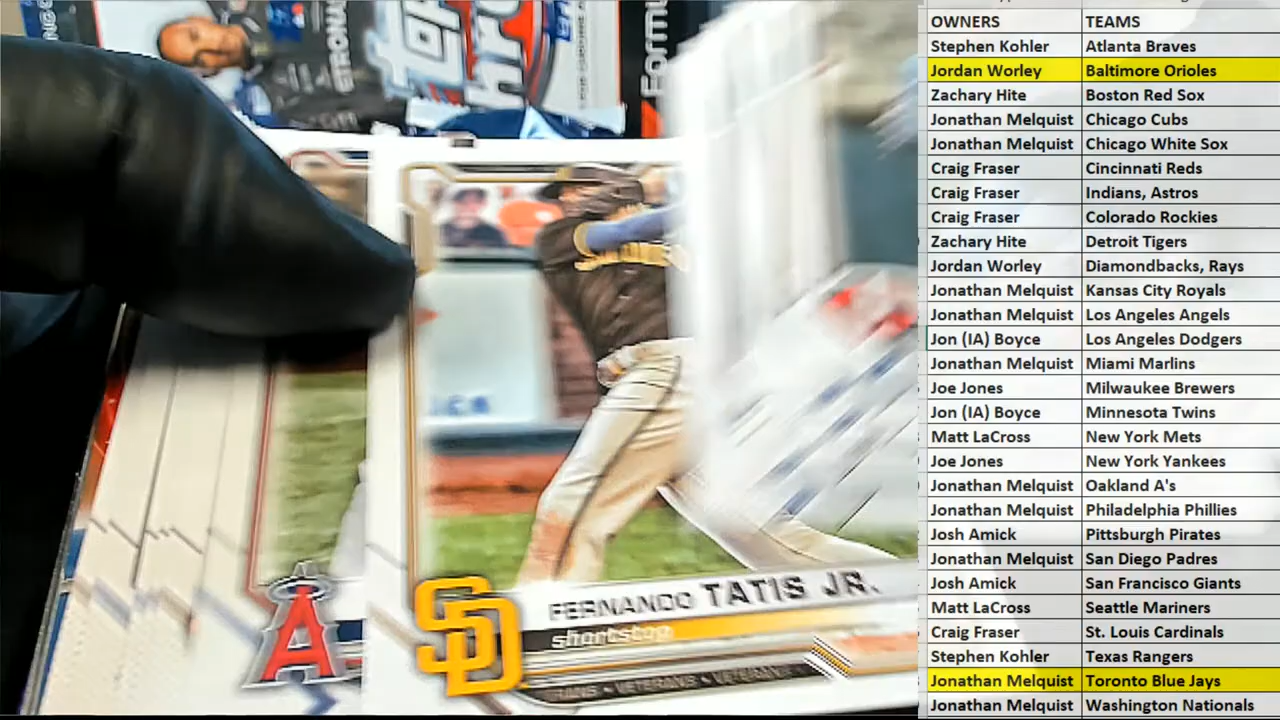 OWNERS TEAMS
Stephen Kohler Atlanta Braves
Jordan Worley Baltimore Orioles
Zachary Hite Boston Red Sox
Jonathan Melquist Chicago Cubs
Jonathan Melquist Chicago White Sox
Craig Fraser Cincinnati Reds
Craig Fraser Indians, Astros
Craig Fraser Colorado Rockies
Zachary Hite Detroit Tigers
Jordan Worley Diamondbacks, Rays
Jonathan Melquist Kansas City Royals
Jonathan Melquist Los Angeles Angels
Jon (IA) Boyce Los Angeles Dodgers
Jonathan Melquist Miami Marlins
Joe Jones Milwaukee Brewers
Jon (IA) Boyce Minnesota Twins
Matt LaCross New York Mets
Joe Jones New York Yankees
Jonathan Melquist Oakland A's
Jonathan Melquist Philadelphia Phillies
Josh Amick Pittsburgh Pirates
Jonathan Melquist San Diego Padres
Josh Amick San Francisco Giants
Matt LaCross Seattle Mariners
Craig Fraser St. Louis Cardinals
Stephen Kohler Texas Rangers
Jonathan Melquist Toronto Blue Jays
Jonathan Melquist Washington Nationals
Formu
A
SD
FERNANDO TATIS JR.
shortstop
VETERANS